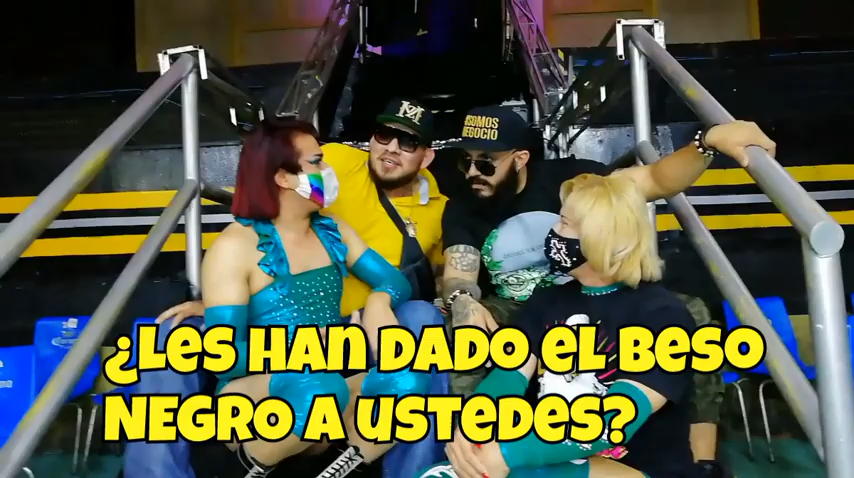 #SOMOS
NEGOCIO
¿Les Han DaDO eL Beso
NEGRO A ustedes?